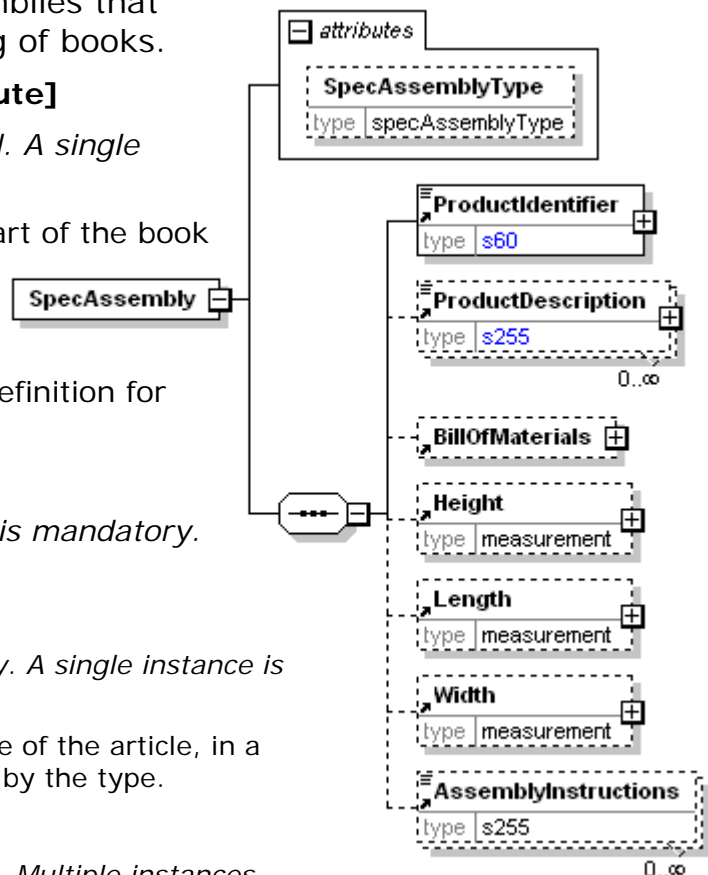 mblies that
g of books.
ute]
A single
art of the book
efinition for
is mandatory.
y. A single instance is
e of the article, in a
by the type.
Multiple instances
attributes
SpecAssemblyType
type specAssemblyType
SpecAssembly
ProductIdentifier
type s60
ProductDescription
type s255
0..∞
BillOfMaterials
Height
type measurement
Length
type measurement
Width
type measurement
AssemblyInstructions
type s255
0..∞